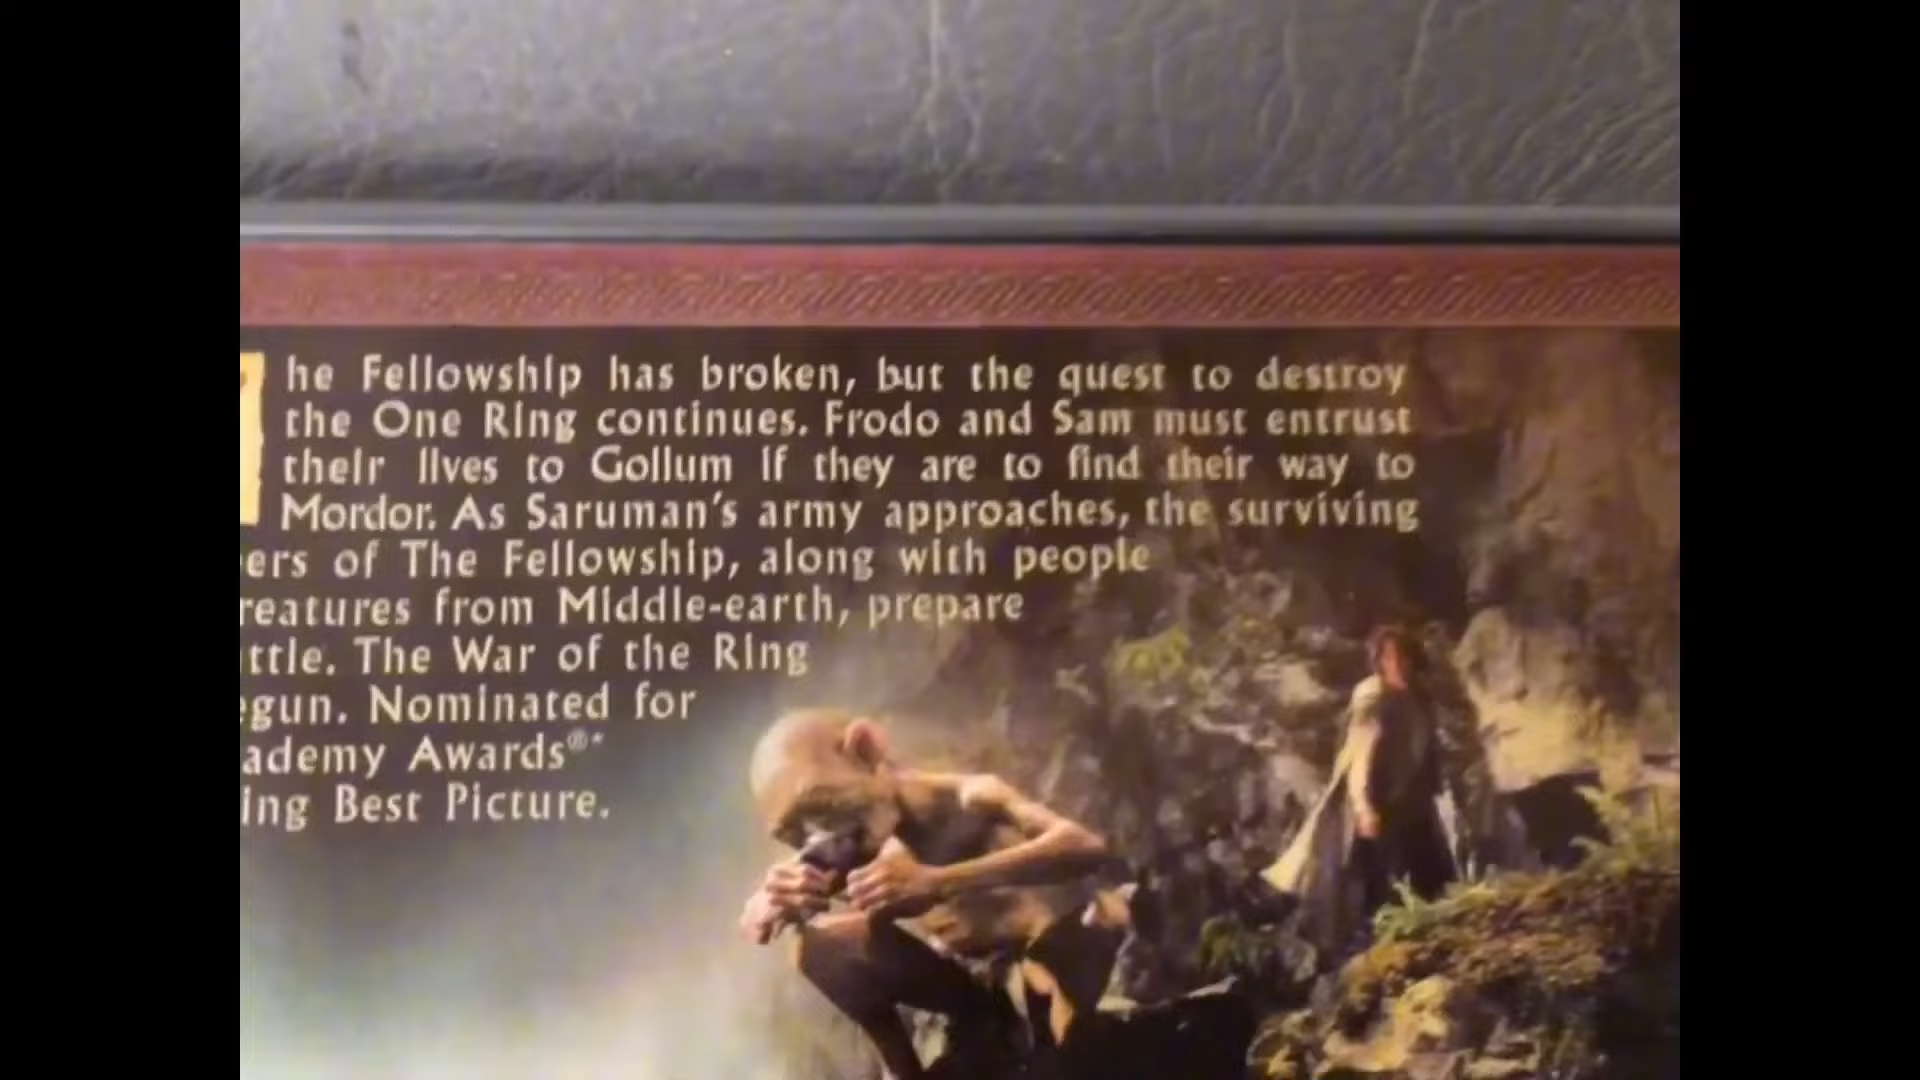 he Fellowship has broken, but the quest to destroy
the One Ring continues. Frodo and Sam must entrust
their lives to Gollum if they are to find their way to
Mordor. As Saruman's army approaches, the surviving
ers of The Fellowship, along with people
reatures from Middle-earth, prepare
ttle. The War of the Ring
egun. Nominated for
ademy Awards®*
ing Best Picture.